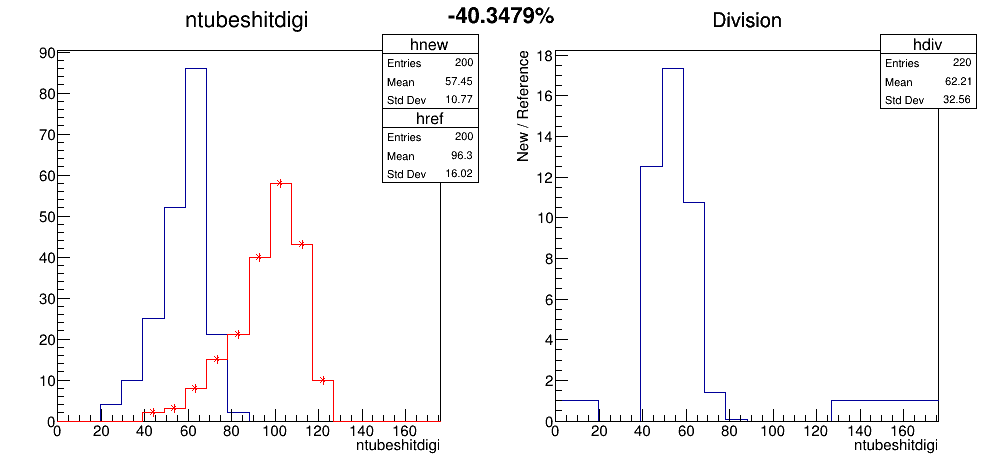 -40.3479%
ntubeshitdigi
hnew
Entries 200
Mean 57.45
Std Dev 10.77
href
Entries 200
Mean 96.3
Std Dev 16.02
90
80
70
60
50
40
30
20
10
0
0 20 40 60 80 100 120 140 160
ntubeshitdigi
Division
hdiv
Entries 220
Mean 62.21
Std Dev 32.56
New / Reference
18
16
14
12
10
8
6
4
2
0
0 20 40 60 80 100 120 140 160
ntubeshitdigi